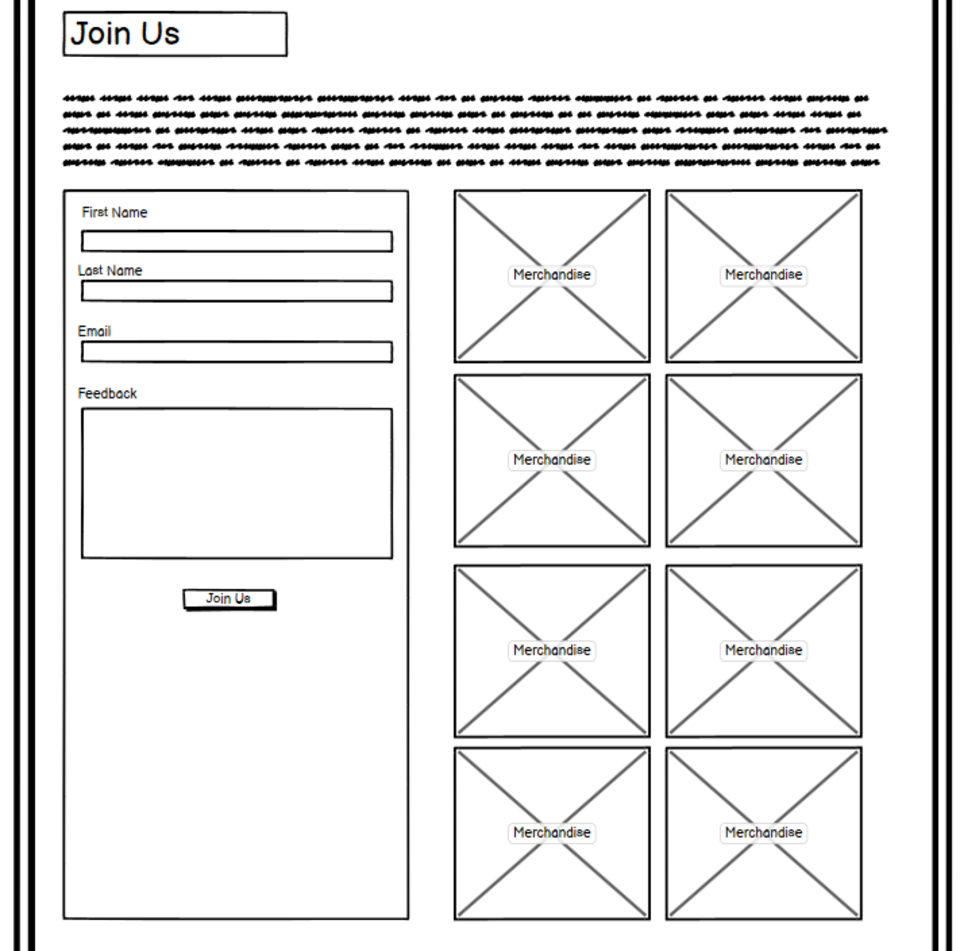 Join Us
First Name
Last Name
Email
Feedback
Join Us
Merchandise
Merchandise
Merchandise
Merchandise
Merchandise
Merchandise
Merchandise
Merchandise